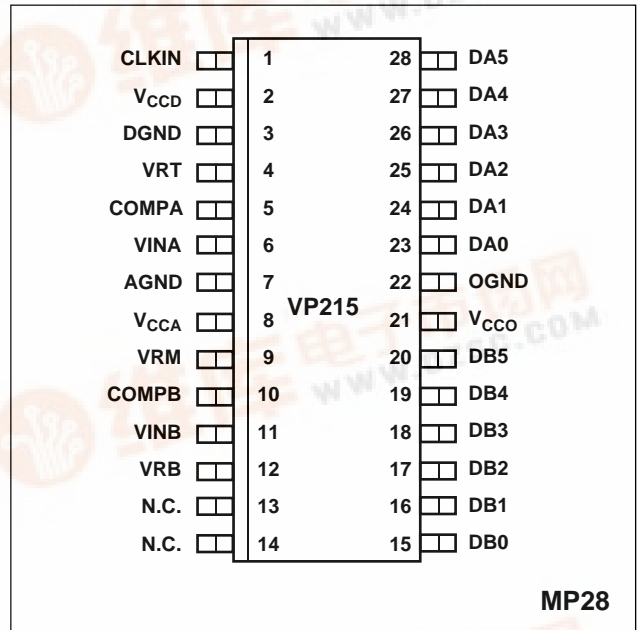 CLKIN 1 28 DA5
VCCD 2 27 DA4
DGND 3 26 DA3
VRT 4 25 DA2
COMPA 5 24 DA1
VINA 6 23 DA0
AGND 7 22 OGND
VP215
VCCA 8 21 VCCO
VRM 9 20 DB5
COMPB 10 19 DB4
VINB 11 18 DB3
VRB 12 17 DB2
N.C. 13 16 DB1
N.C. 14 15 DB0
MP28